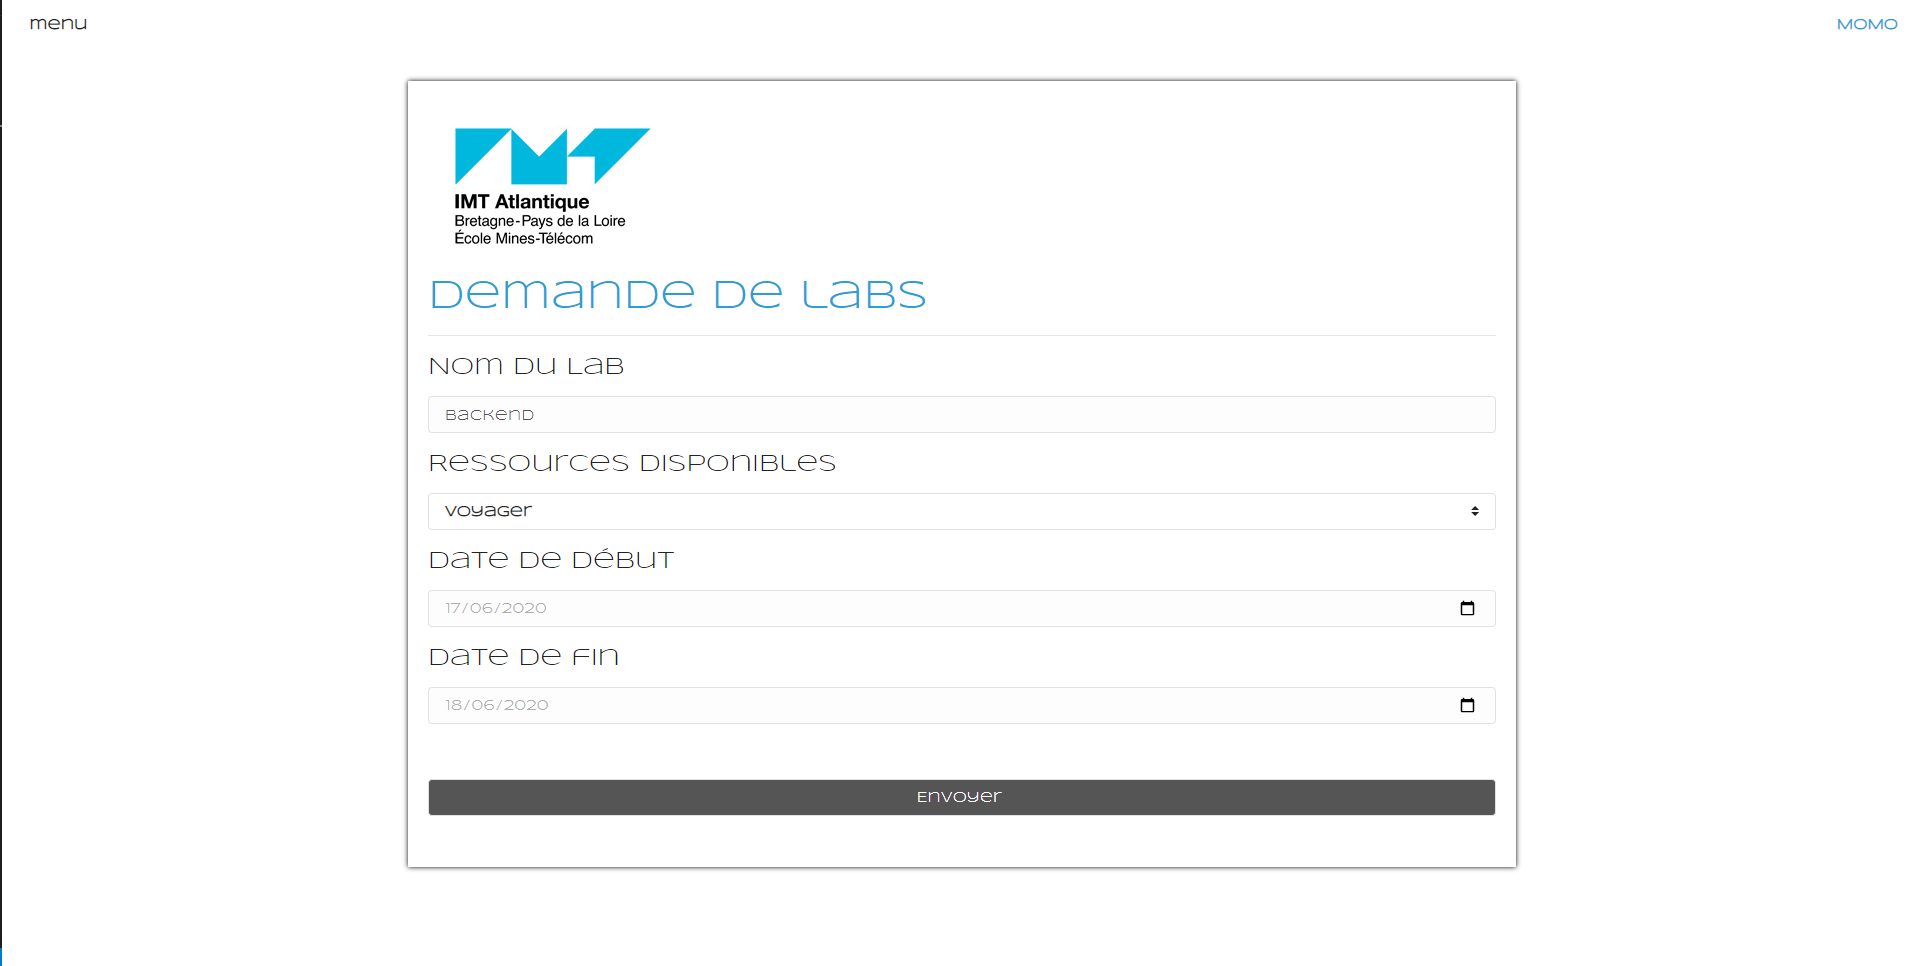 menu
MOMO
IMT Atlantique
Bretagne-Pays de la Loire
École Mines-Télécom
Demande de labs
Nom du lab
Backend
Ressources disponibles
voyager
Date de début
17/06/2020
Date de fin
18/06/2020
Envoyer